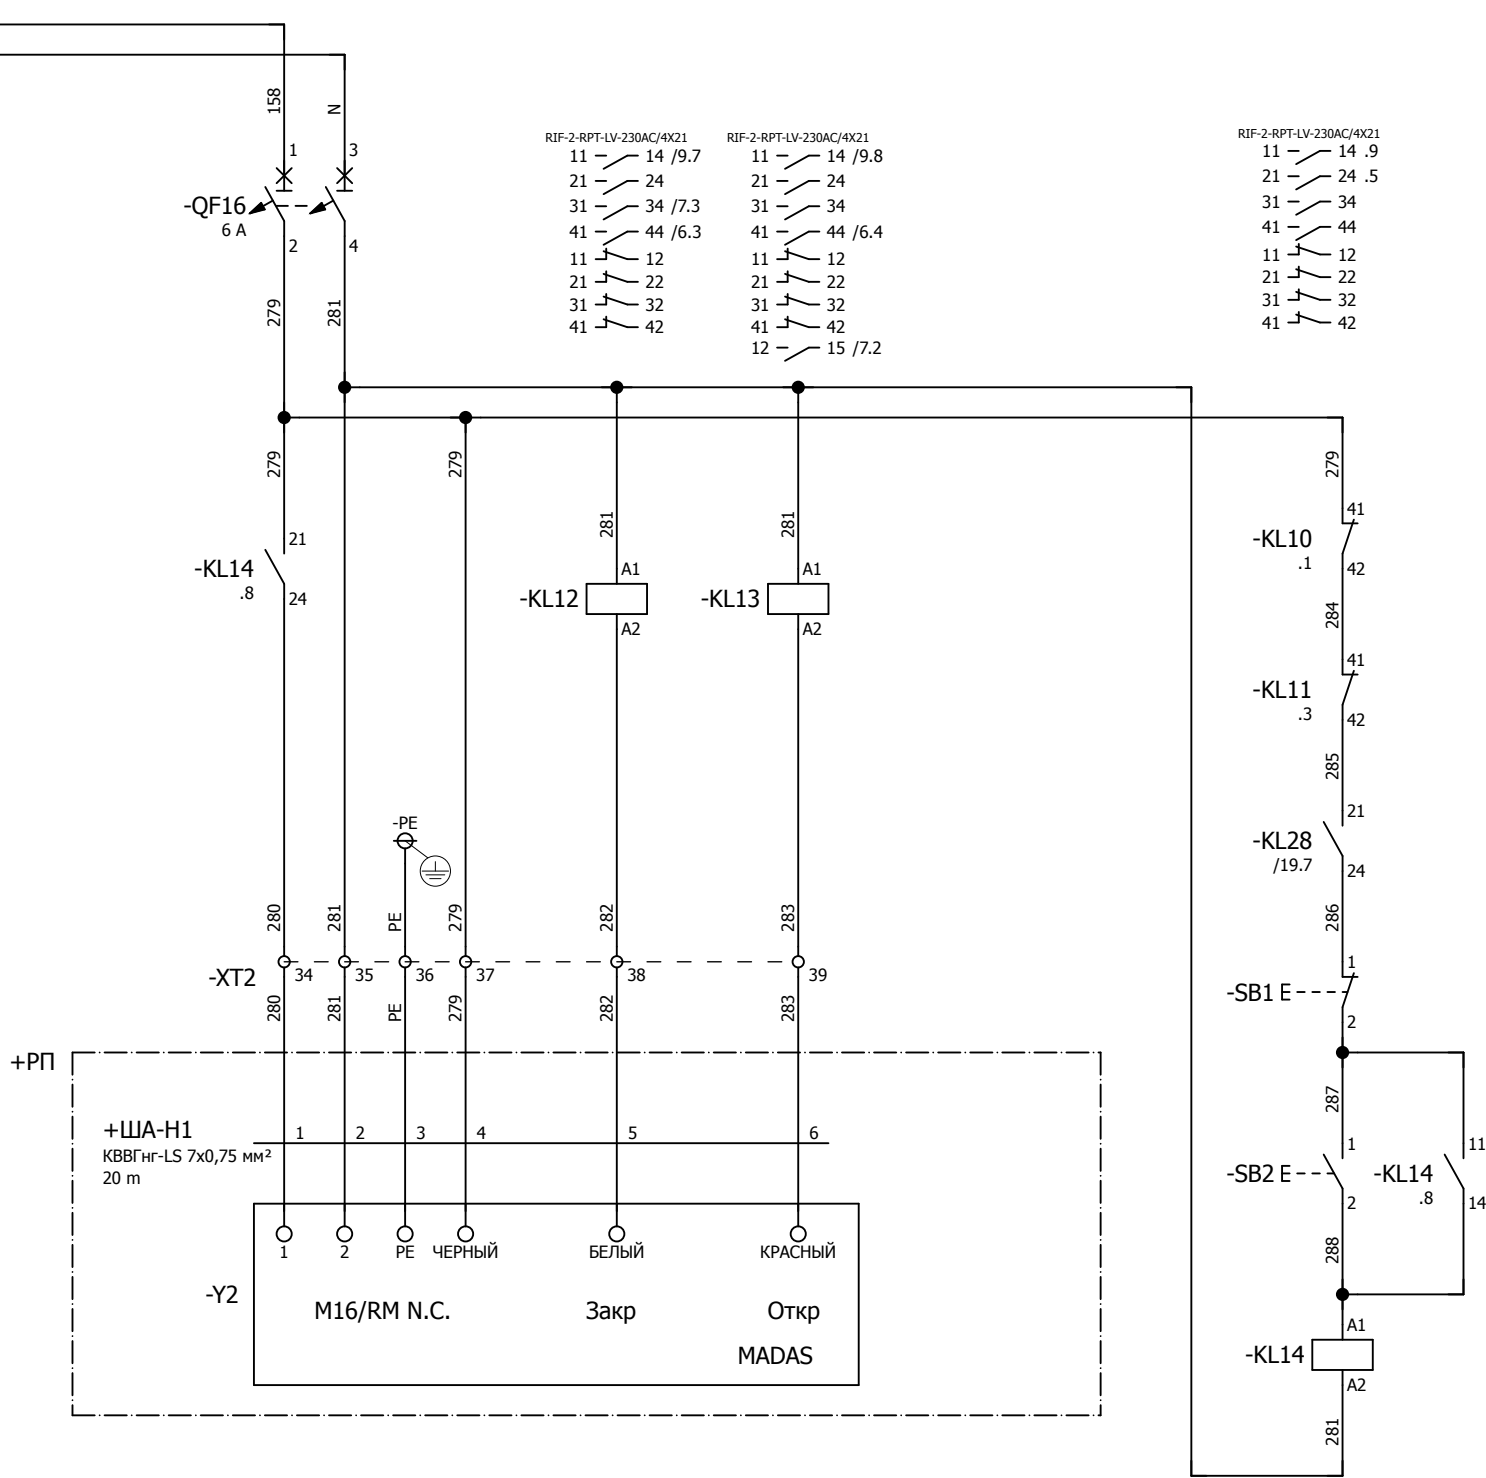 158
N
1
3
-QF16
6 A
2
4
279
281
RIF-2-RPT-LV-230AC/4X21
11 14 /9.7
21 24
31 34 /7.3
41 44 /6.3
11 12
21 22
31 32
41 42
RIF-2-RPT-LV-230AC/4X21
11 14 /9.8
21 24
31 34
41 44 /6.4
11 12
21 22
31 32
41 42
12 15 /7.2
RIF-2-RPT-LV-230AC/4X21
11 14 .9
21 24 .5
31 34
41 44
11 12
21 22
31 32
41 42
279
279
281
281
279
21
-KL14
.8
24
A1
-KL12
A2
A1
-KL13
A2
41
-KL10
.1
42
284
41
-KL11
.3
42
285
21
-KL28
/19.7
24
286
-PE
280
281
PE
279
282
283
-XT2
34
35
36
37
38
39
280
281
PE
279
282
283
1
-SB1 E
2
287
1
-SB2 E
2
11
-KL14
.8
14
288
A1
-KL14
A2
281
+РП
+ША-Н1
КВВГнг-LS 7x0,75 мм²
20 m
1
2
3
4
5
6
1
2
PE
ЧЕРНЫЙ
БЕЛЫЙ
КРАСНЫЙ
-Y2
M16/RM N.C.
Закр
Откр
MADAS